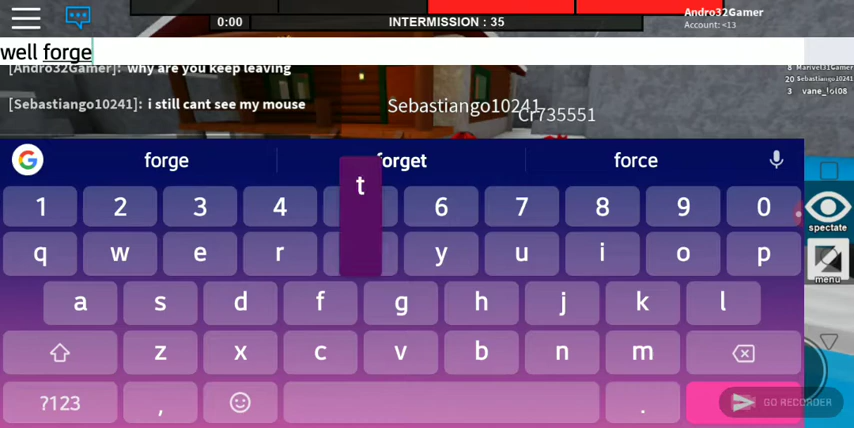 0:00
INTERMISSION : 35
Andro32Gamer
Account: <13
well forge
8 Marivel31Gamer
[Andro32Gamer]: why are you keep leaving
20 Sebastiango10241
[Sebastiango10241]: i still cant see my mouse
Sebastiango10241
3 vane_lol08
Cr735551
forge forget force
t
1 2 3 4 6 7 8 9 0
spectate
q w e r y u i o p
menu
a s d f g h j k l
z x c v b n m
?123 , .
GO RECORDER